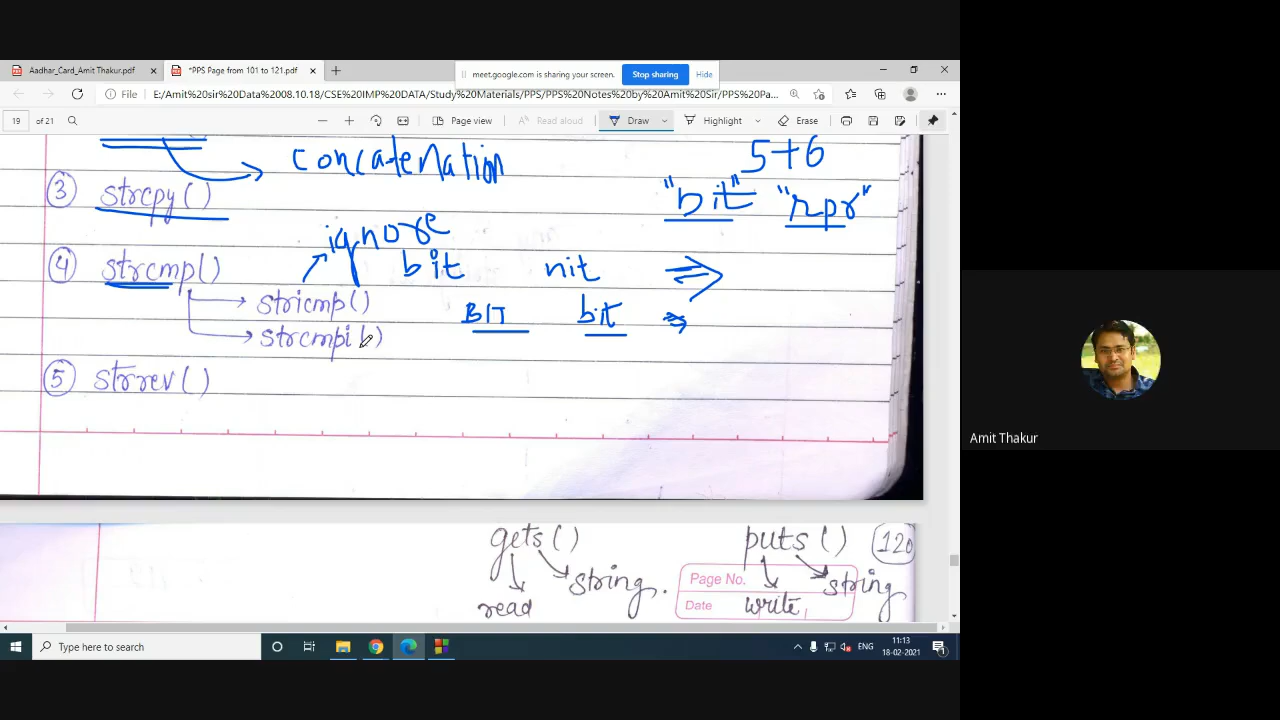 Aadhar_Card_Amit Thakur.pdf
*PPS Page from 101 to 121.pdf
meet.google.com is sharing your screen.
Stop sharing
Hide
File
E:/Amit%20sir%20Data%2008.10.18/CSE%20IMP%20DATA/Study%20Materials/PPS/PPS%20Notes%20by%20Amit%20Sir/PPS%20Pa...
19 of 21
Page view
Read aloud
Draw
Highlight
Erase
concatenation
5+6
③ strcpy()
"bit" "rpr"
ignore
④ strcmp()
bit nit
stricmp()
BIT bit
strcmpi()
⑤ strrev()
gets() puts() 120
string. string
read write
Page No.
Date
Amit Thakur
Type here to search
ENG
11:13
18-02-2021
1